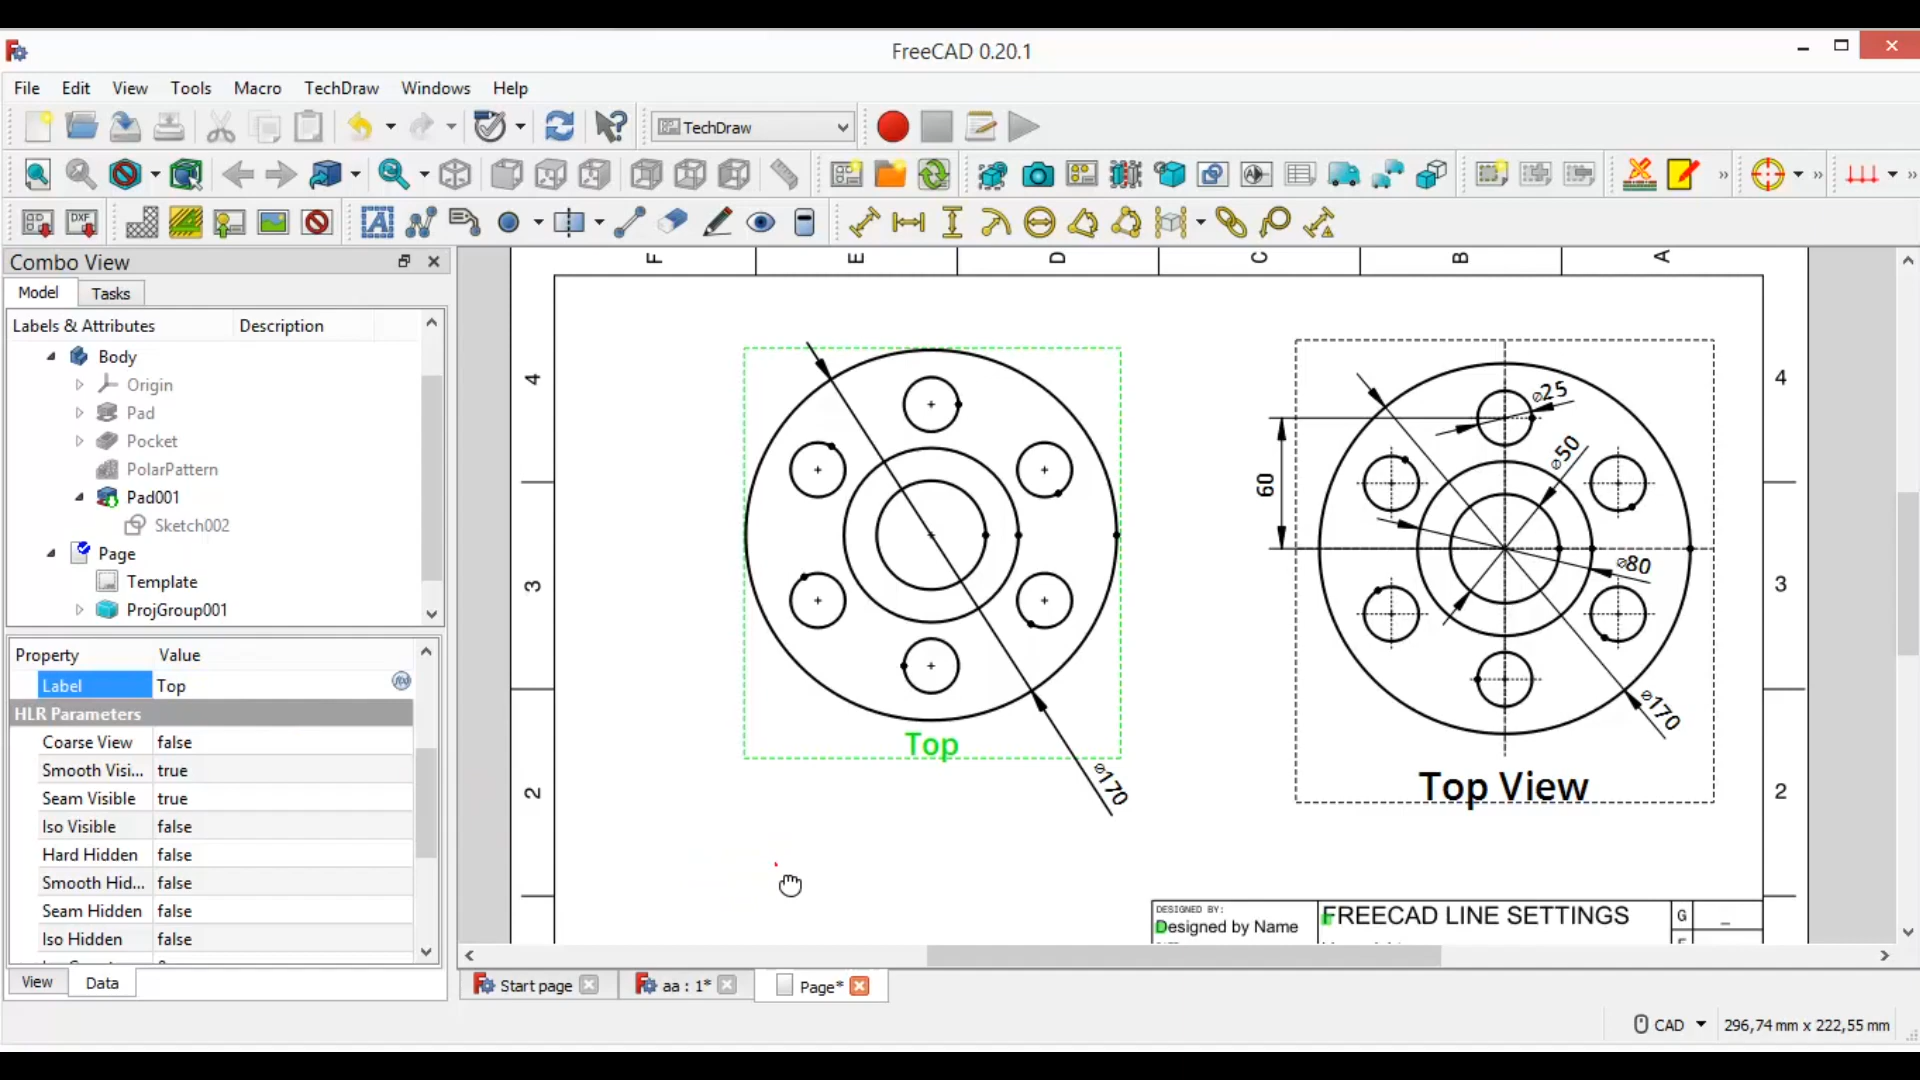 FreeCAD 0.20.1
File Edit View Tools Macro TechDraw Windows Help
TechDraw
DXF
Combo View
Model Tasks
Labels & Attributes Description
Body
Origin
Pad
Pocket
PolarPattern
Pad001
Sketch002
Page
Template
ProjGroup001
Property Value
Label Top
HLR Parameters
Coarse View false
Smooth Visi... true
Seam Visible true
Iso Visible false
Hard Hidden false
Smooth Hid... false
Seam Hidden false
Iso Hidden false
View Data
F E D C B A
4 4
3 3
2 2
Top
⌀170
⌀25
⌀50
60
⌀80
⌀170
Top View
DESIGNED BY:
Designed by Name
FREECAD LINE SETTINGS
G _
Start page aa : 1* Page*
CAD 296,74 mm x 222,55 mm